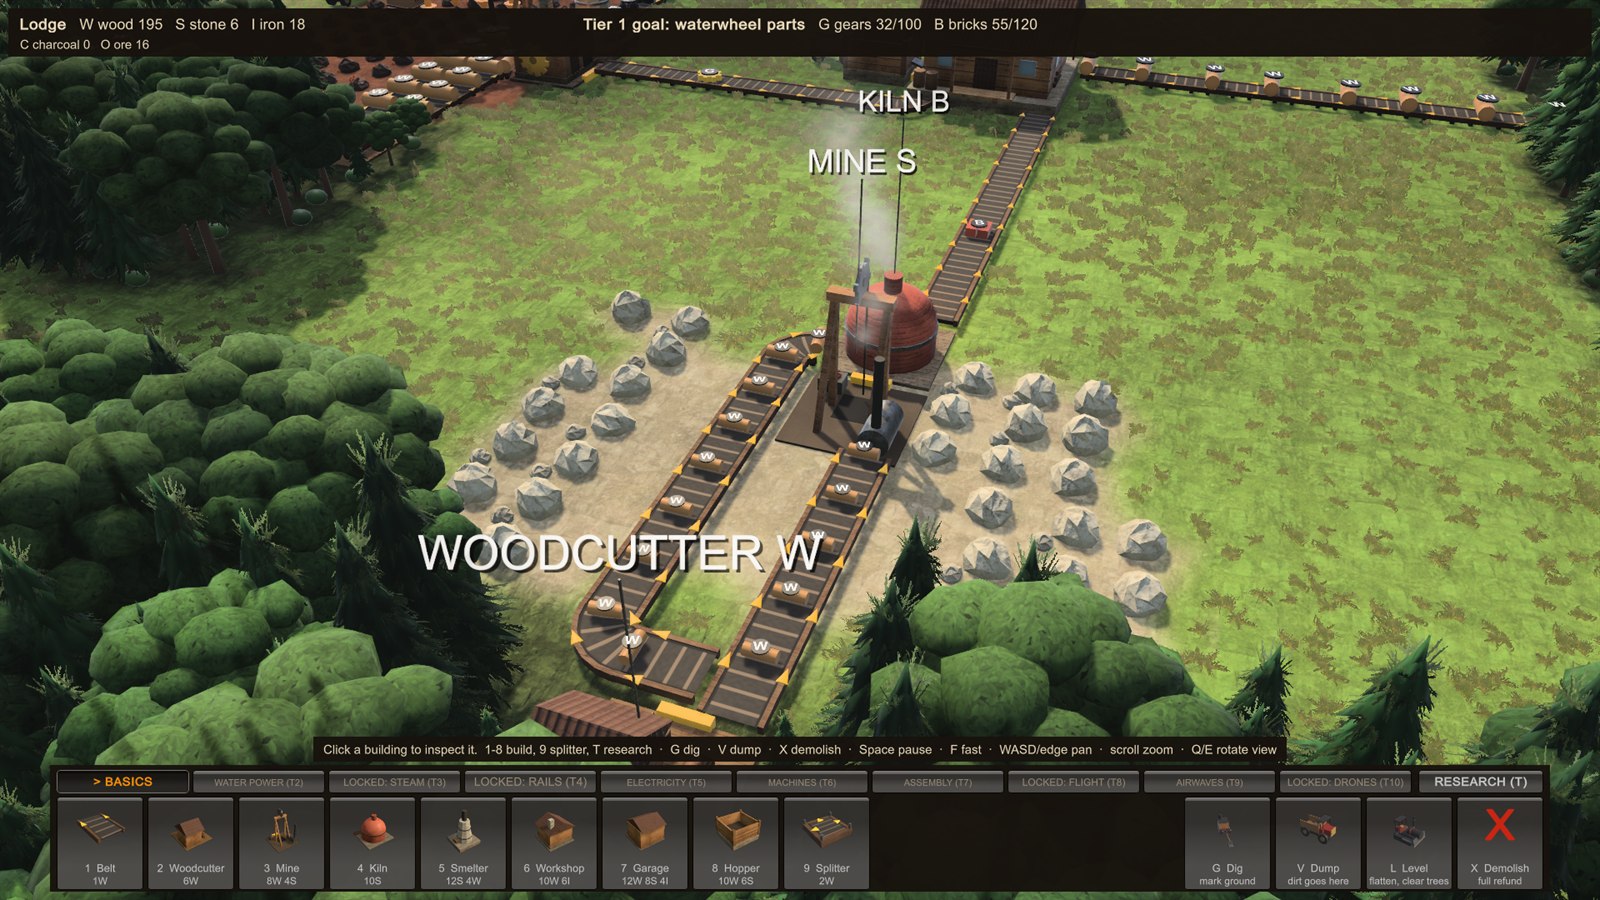 Lodge W wood 195 S stone 6 I iron 18
C charcoal 0 O ore 16
Tier 1 goal: waterwheel parts G gears 32/100 B bricks 55/120
KILN B
MINE S
B
WOODCUTTER W
W
Click a building to inspect it. 1-8 build, 9 splitter, T research · G dig · V dump · X demolish · Space pause · F fast · WASD/edge pan · scroll zoom · Q/E rotate view
> BASICS
WATER POWER (T2)
LOCKED: STEAM (T3)
LOCKED: RAILS (T4)
ELECTRICITY (T5)
MACHINES (T6)
ASSEMBLY (T7)
LOCKED: FLIGHT (T8)
AIRWAVES (T9)
LOCKED: DRONES (T10)
RESEARCH (T)
1 Belt
1W
2 Woodcutter
6W
3 Mine
8W 4S
4 Kiln
10S
5 Smelter
12S 4W
6 Workshop
10W 6I
7 Garage
12W 8S 4I
8 Hopper
10W 6S
9 Splitter
2W
G Dig
mark ground
V Dump
dirt goes here
L Level
flatten, clear trees
X Demolish
full refund